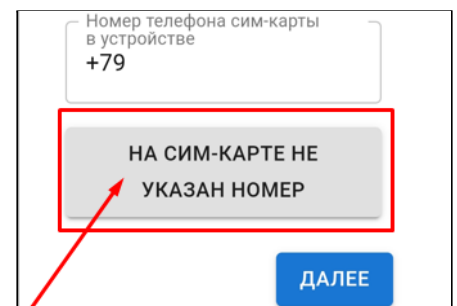 Номер телефона сим-карты
в устройстве
+79
НА СИМ-КАРТЕ НЕ
УКАЗАН НОМЕР
ДАЛЕЕ